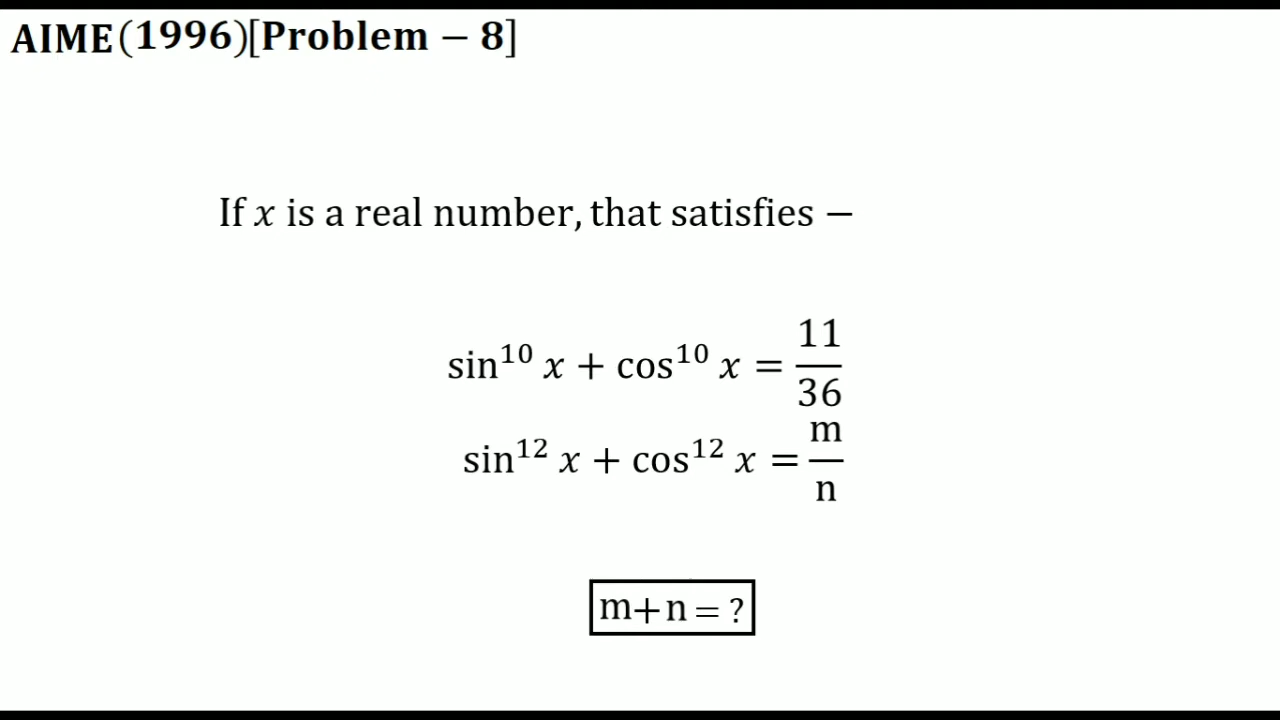 AIME(1996)[Problem − 8]
If x is a real number, that satisfies −
sin¹⁰ x + cos¹⁰ x = 11/36
sin¹² x + cos¹² x = m/n
m+n = ?